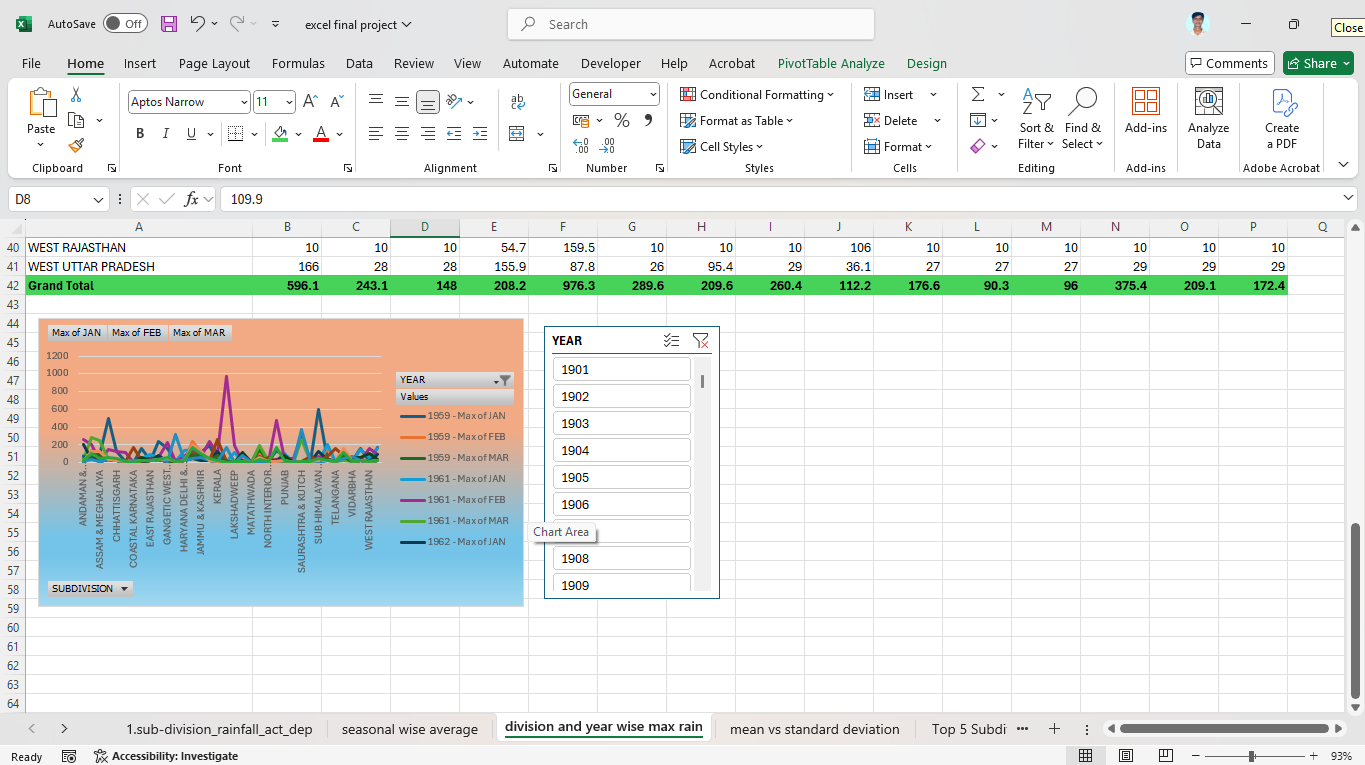 AutoSave Off excel final project Search Close
File Home Insert Page Layout Formulas Data Review View Automate Developer Help Acrobat PivotTable Analyze Design Comments Share
Paste Aptos Narrow 11 General Conditional Formatting Insert
B I U Format as Table Delete Sort & Filter Find & Select Add-ins Analyze Data Create a PDF
Cell Styles Format
Clipboard Font Alignment Number Styles Cells Editing Add-ins Adobe Acrobat
D8 fx 109.9
A B C D E F G H I J K L M N O P Q
40 WEST RAJASTHAN 10 10 10 54.7 159.5 10 10 10 106 10 10 10 10 10 10
41 WEST UTTAR PRADESH 166 28 28 155.9 87.8 26 95.4 29 36.1 27 27 27 29 29 29
42 Grand Total 596.1 243.1 148 208.2 976.3 289.6 209.6 260.4 112.2 176.6 90.3 96 375.4 209.1 172.4
43
44
45
46
47
48
49
50
51
52
53
54
55
56
57
58
59
60
61
62
63
64
Max of JAN Max of FEB Max of MAR
1200
1000
800
600
400
200
0
ANDAMAN &...
ASSAM & MEGHALAYA
CHHATTISGARH
COASTAL KARNATAKA
EAST RAJASTHAN
GANGETIC WEST...
HARYANA DELHI &...
JAMMU & KASHMIR
KERALA
LAKSHADWEEP
MATATHWADA
NORTH INTERIOR...
PUNJAB
SAURASHTRA & KUTCH
SUB HIMALAYAN...
TELANGANA
VIDARBHA
WEST RAJASTHAN
YEAR
Values
1959 - Max of JAN
1959 - Max of FEB
1959 - Max of MAR
1961 - Max of JAN
1961 - Max of FEB
1961 - Max of MAR
1962 - Max of JAN
SUBDIVISION
Chart Area
YEAR
1901
1902
1903
1904
1905
1906
1908
1909
1.sub-division_rainfall_act_dep seasonal wise average division and year wise max rain mean vs standard deviation Top 5 Subdi ...
Ready Accessibility: Investigate 93%